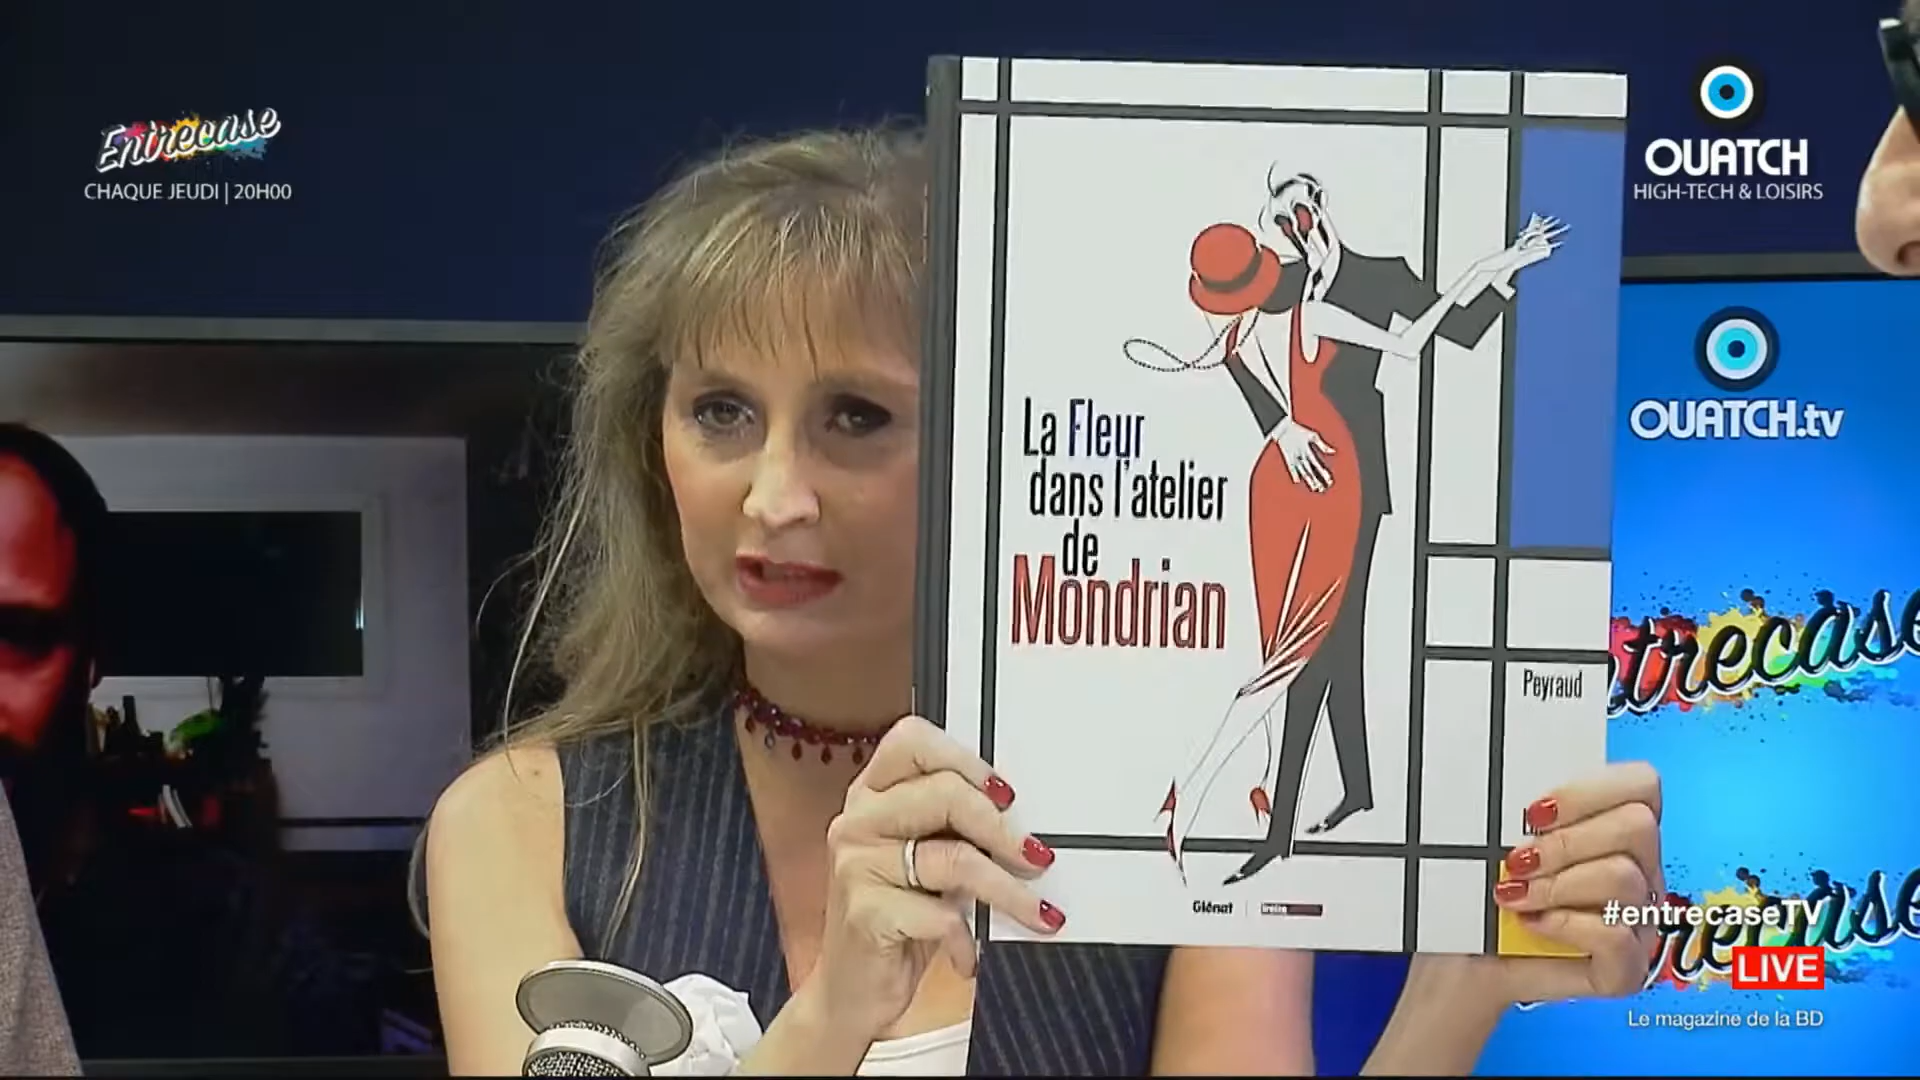 Entrecase
CHAQUE JEUDI | 20H00
OUATCH
HIGH-TECH & LOISIRS
OUATCH.tv
La Fleur
dans l'atelier
de
Mondrian
Peyraud
Glénat
#entrecaseTV
LIVE
Le magazine de la BD